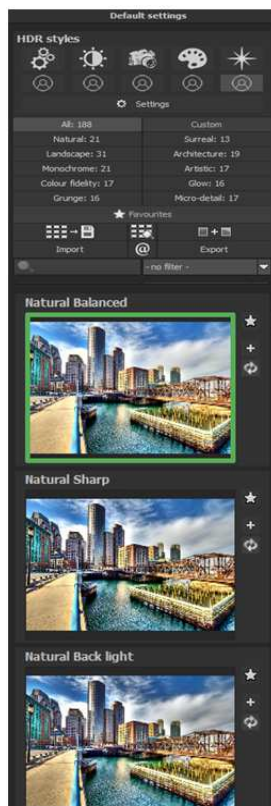 Default settings
HDR styles
Settings
All: 188 Custom
Natural: 21 Surreal: 13
Landscape: 31 Architecture: 19
Monochrome: 21 Artistic: 17
Colour fidelity: 17 Glow: 16
Grunge: 16 Micro-detail: 17
Favourites
Import @ Export
- no filter -
Natural Balanced
Natural Sharp
Natural Back light